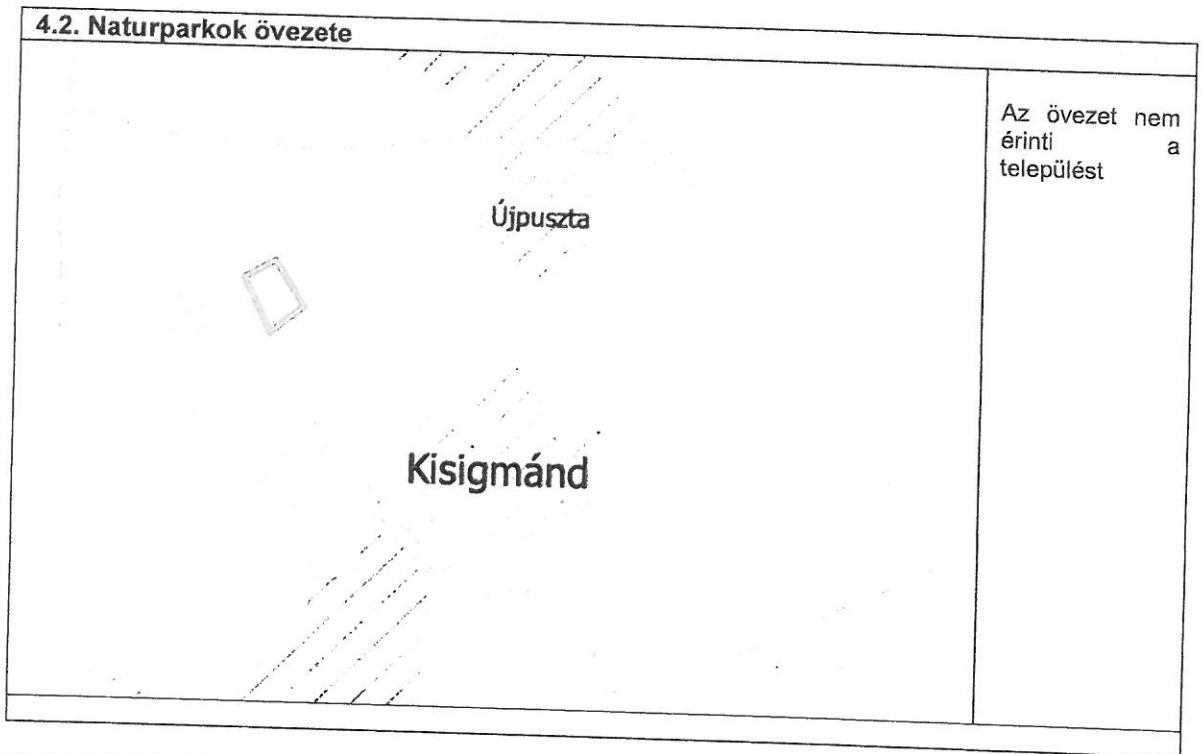 4.2. Naturparkok övezete
Az övezet nem
érinti a
települést
Újpuszta
Kisigmánd